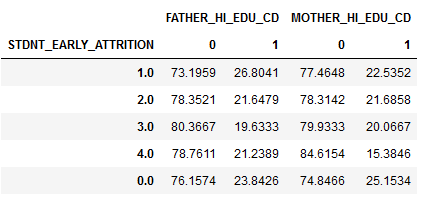 FATHER_HI_EDU_CD MOTHER_HI_EDU_CD
STDNT_EARLY_ATTRITION 0 1 0 1
1.0 73.1959 26.8041 77.4648 22.5352
2.0 78.3521 21.6479 78.3142 21.6858
3.0 80.3667 19.6333 79.9333 20.0667
4.0 78.7611 21.2389 84.6154 15.3846
0.0 76.1574 23.8426 74.8466 25.1534